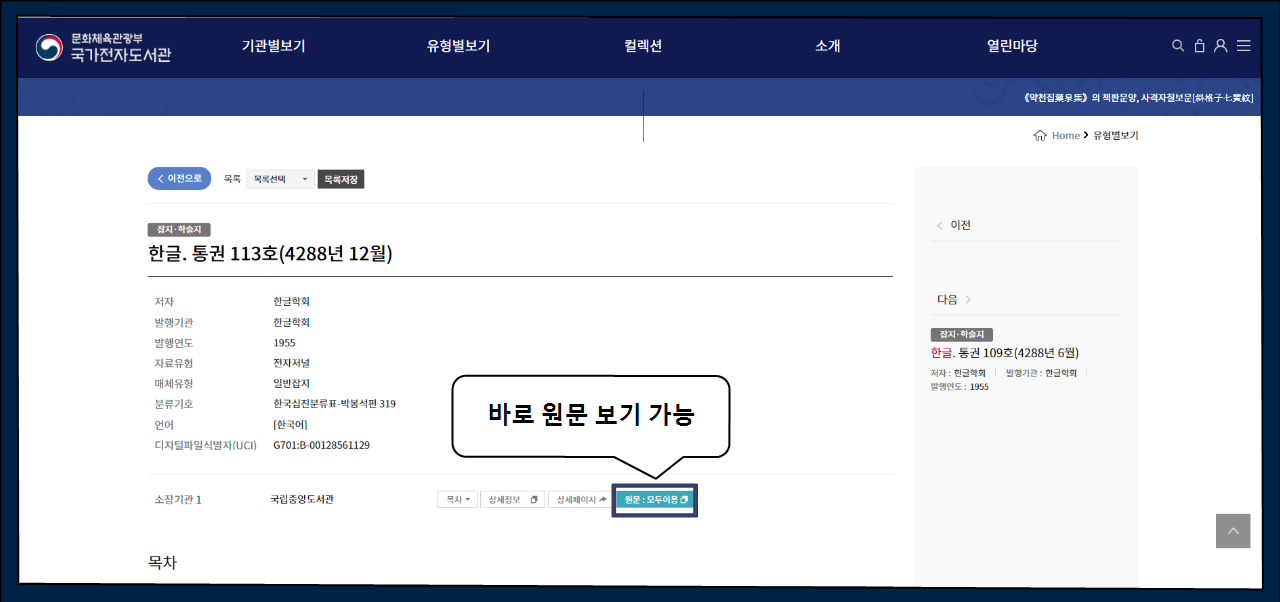 문화체육관광부
국가전자도서관
기관별보기 유형별보기 컬렉션 소개 열린마당
《약천집藥泉集》의 책판문양, 사격자칠보문[斜格子七寶紋]
Home 유형별보기
이전으로 목록 목록선택 목록저장
잡지·학술지
한글. 통권 113호(4288년 12월)
저자 한글학회
발행기관 한글학회
발행연도 1955
자료유형 전자저널
매체유형 일반잡지
분류기호 한국십진분류표-박봉석편 319
언어 [한국어]
디지털파일식별자(UCI) G701:B-00128561129
바로 원문 보기 가능
소장기관 1 국립중앙도서관 목차 상세정보 상세페이지 원문 : 모두이용
목차
이전
다음
잡지·학술지
한글. 통권 109호(4288년 6월)
저자 : 한글학회 발행기관 : 한글학회
발행연도 : 1955